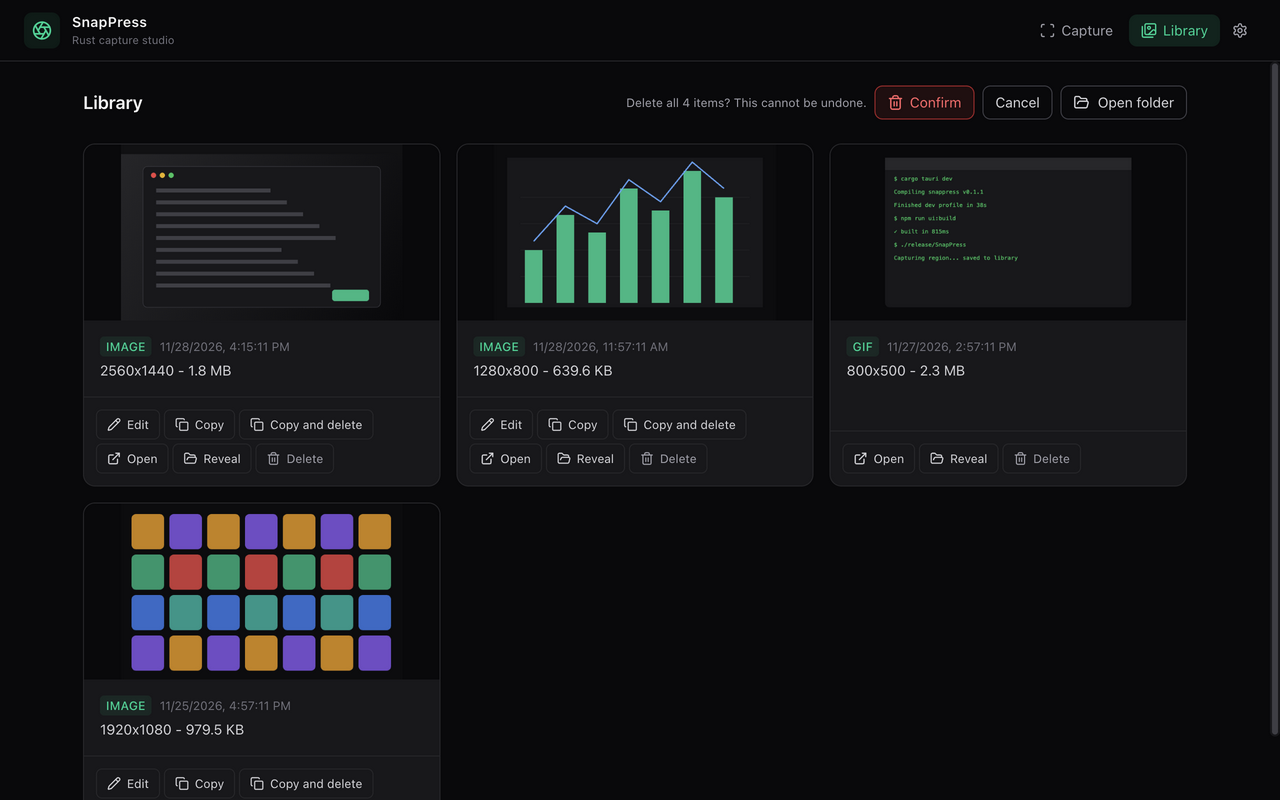 SnapPress
Rust capture studio
Capture
Library
Library
Delete all 4 items? This cannot be undone.
Confirm
Cancel
Open folder
$ cargo tauri dev
Compiling snappress v0.1.1
Finished dev profile in 38s
$ npm run ui:build
✓ built in 815ms
$ ./release/SnapPress
Capturing region... saved to library
IMAGE 11/28/2026, 4:15:11 PM
2560x1440 - 1.8 MB
Edit
Copy
Copy and delete
Open
Reveal
Delete
IMAGE 11/28/2026, 11:57:11 AM
1280x800 - 639.6 KB
Edit
Copy
Copy and delete
Open
Reveal
Delete
GIF 11/27/2026, 2:57:11 PM
800x500 - 2.3 MB
Open
Reveal
Delete
IMAGE 11/25/2026, 4:57:11 PM
1920x1080 - 979.5 KB
Edit
Copy
Copy and delete